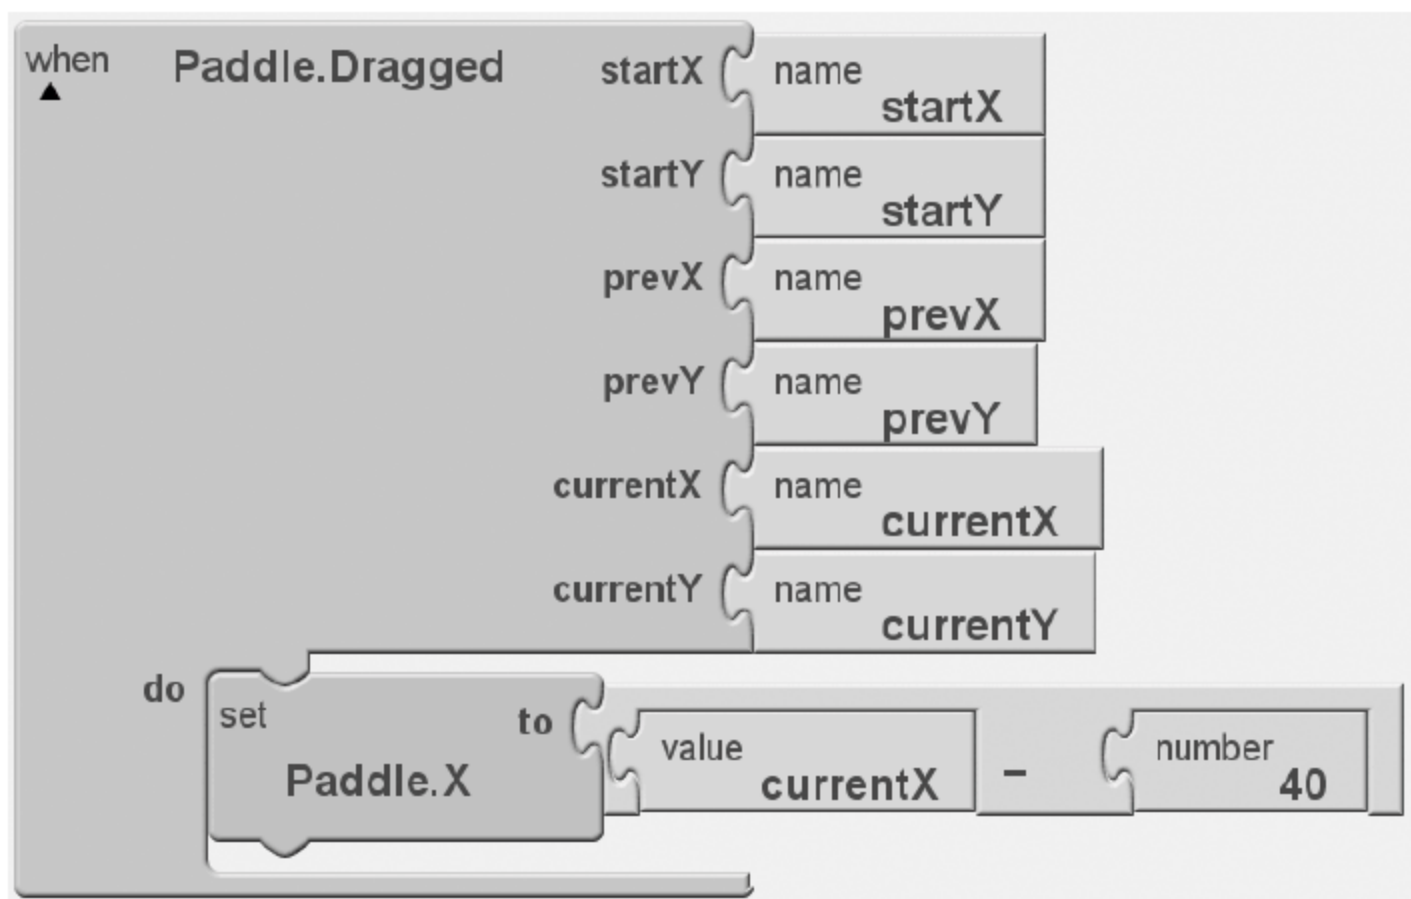 when Paddle.Dragged startX name
startX
startY name
startY
prevX name
prevX
prevY name
prevY
currentX name
currentX
currentY name
currentY
do
set to
Paddle.X
value
currentX
-
number
40